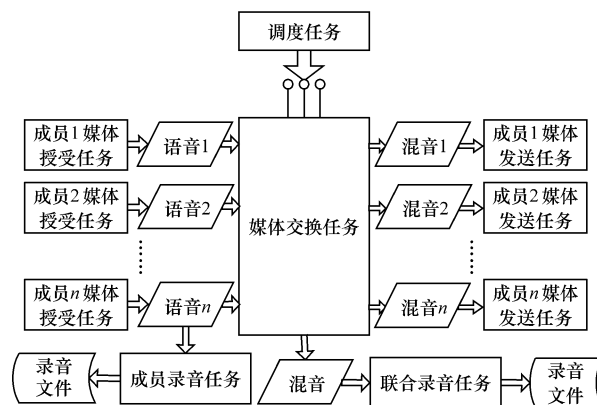 调度任务
成员1媒体
授受任务
语音1
混音1
成员1媒体
发送任务
成员2媒体
授受任务
语音2
媒体交换任务
混音2
成员2媒体
发送任务
成员n媒体
授受任务
语音n
混音n
成员n媒体
发送任务
录音
文件
成员录音任务
混音
联合录音任务
录音
文件